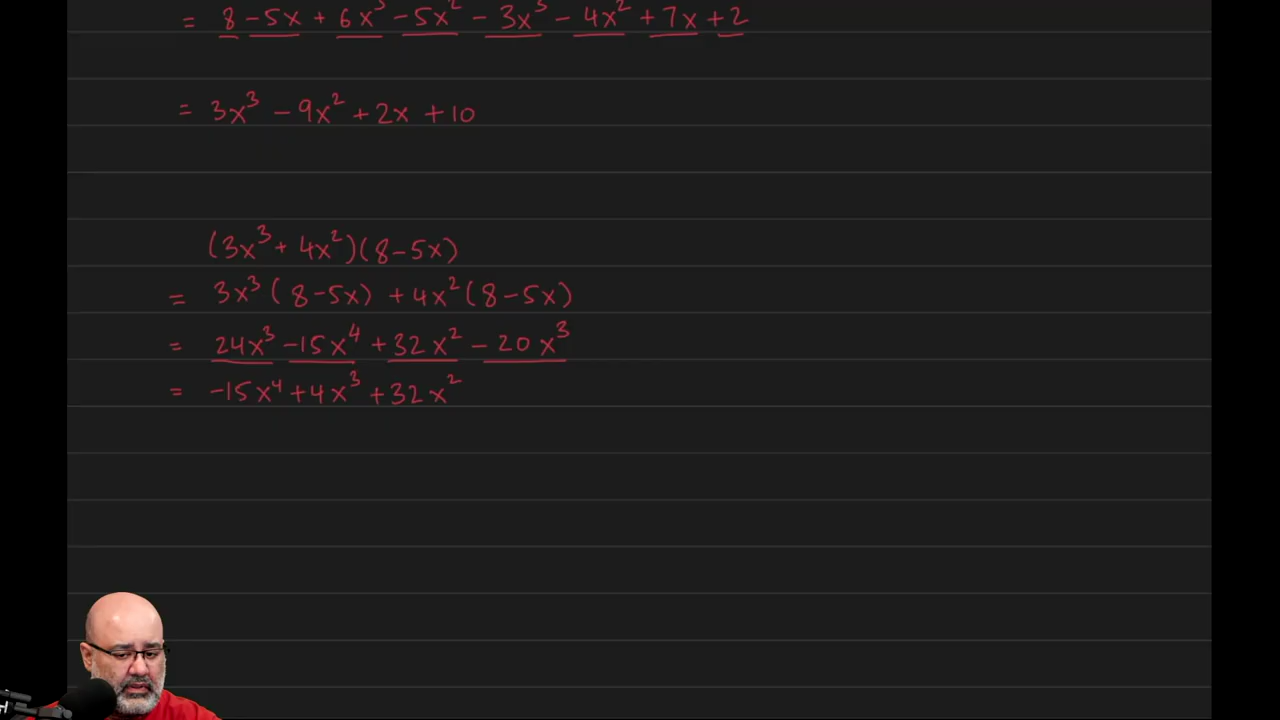 = 8 - 5x + 6x³ - 5x² - 3x³ - 4x² + 7x + 2
= 3x³ - 9x² + 2x + 10
(3x³ + 4x²)(8 - 5x)
= 3x³(8 - 5x) + 4x²(8 - 5x)
= 24x³ - 15x⁴ + 32x² - 20x³
= -15x⁴ + 4x³ + 32x²